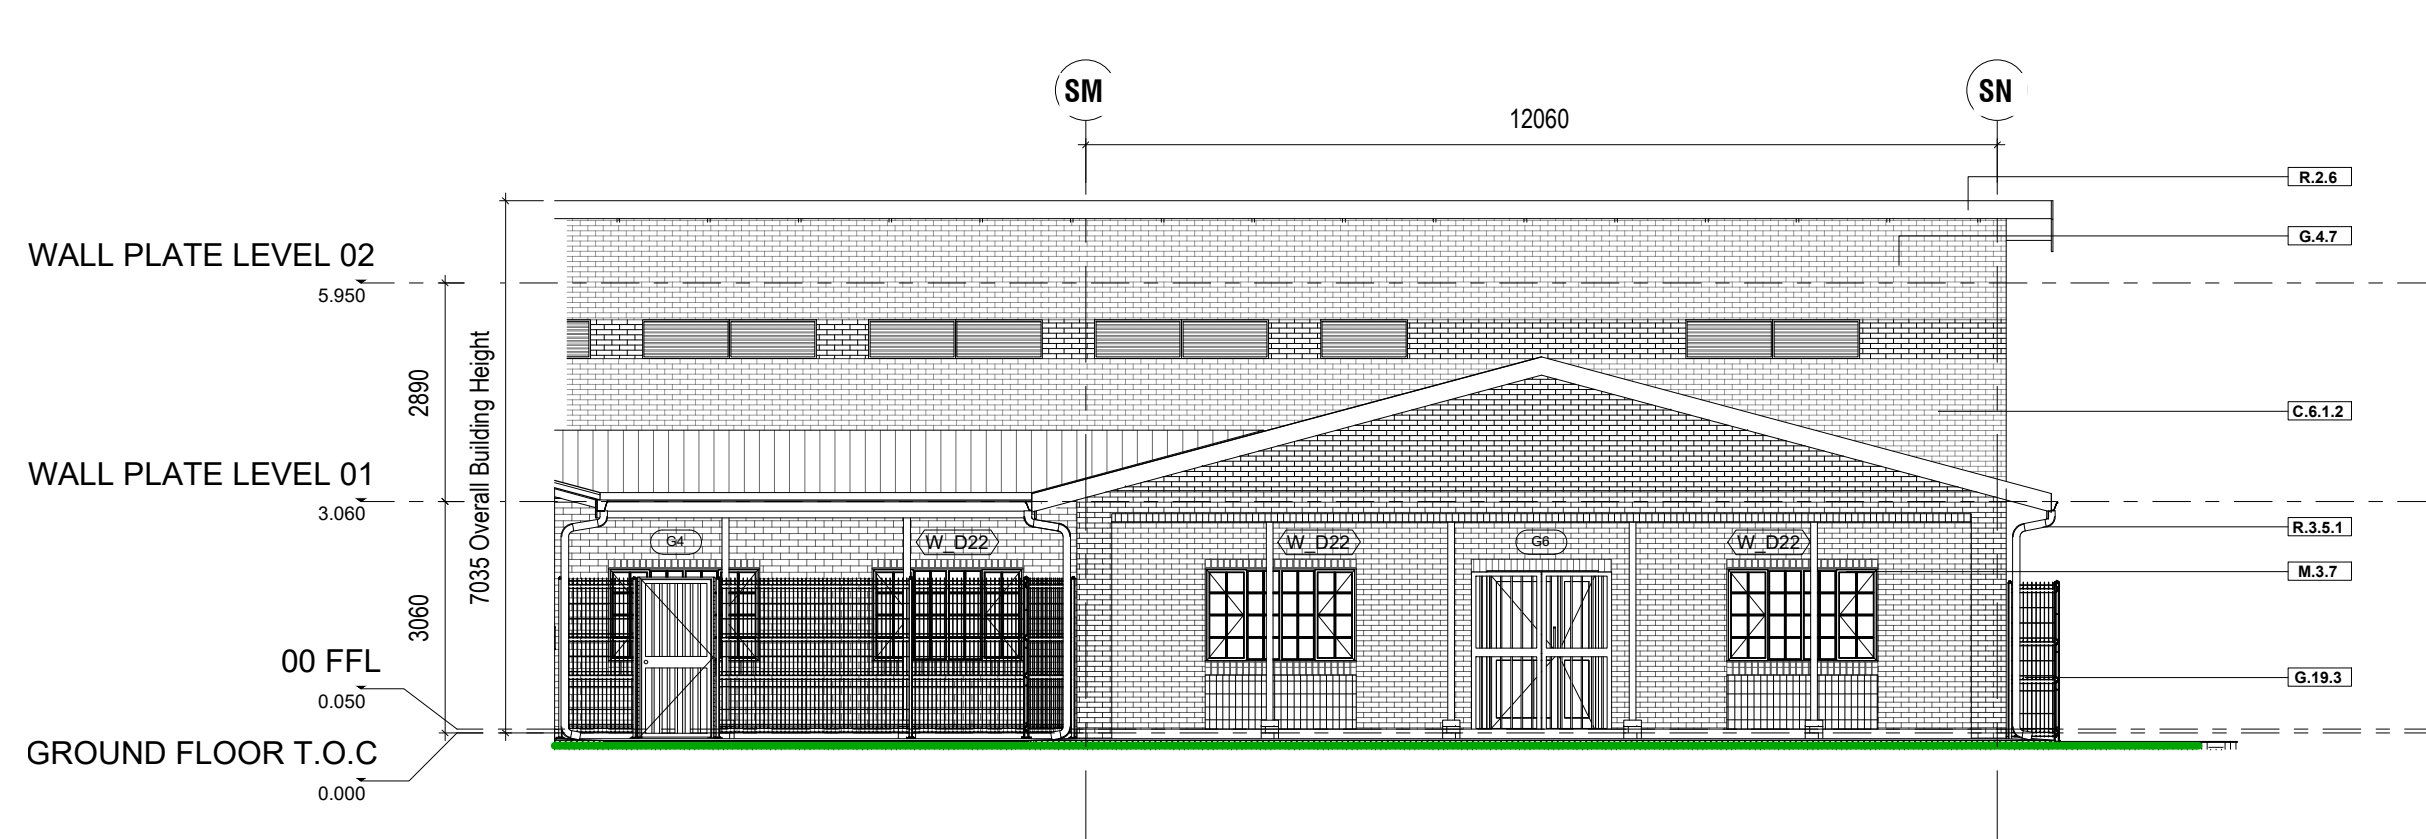 SM
SN
12060
R.2.6
G.4.7
WALL PLATE LEVEL 02
5.950
2890
7035 Overall Building Height
C.6.1.2
WALL PLATE LEVEL 01
3.060
R.3.5.1
G4
W_D22
W_D22
G6
W_D22
M.3.7
3060
00 FFL
0.050
G.19.3
GROUND FLOOR T.O.C
0.000